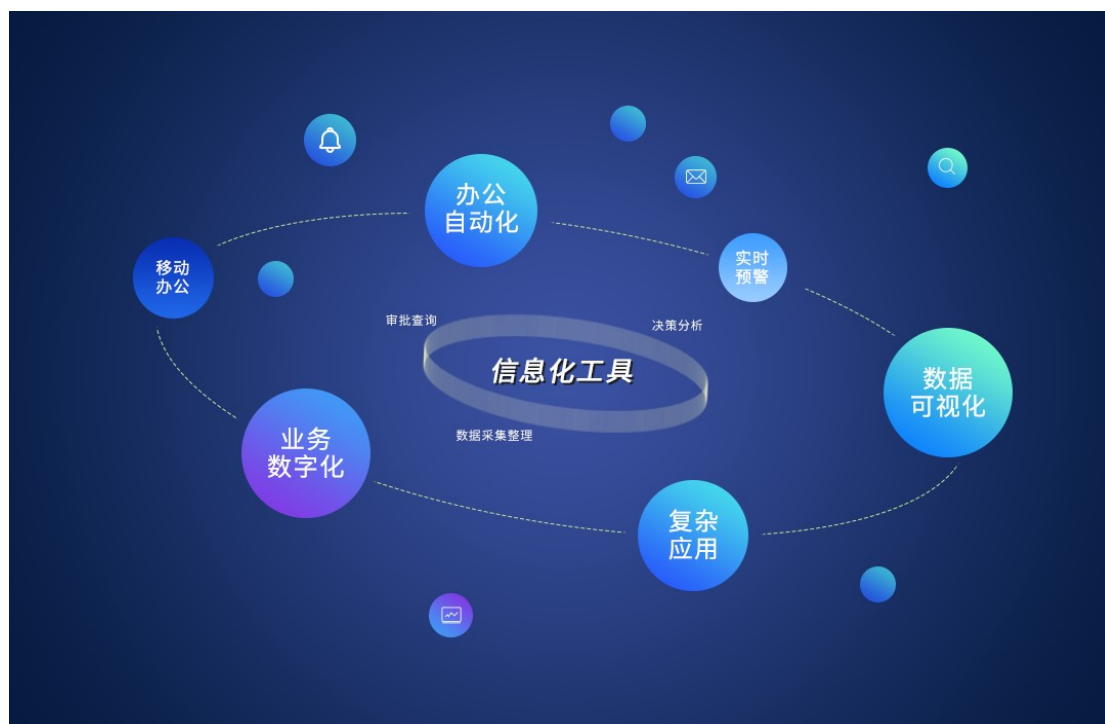 办公
自动化
移动
办公
实时
预警
审批查询
决策分析
信息化工具
数据
可视化
业务
数字化
数据采集整理
复杂
应用